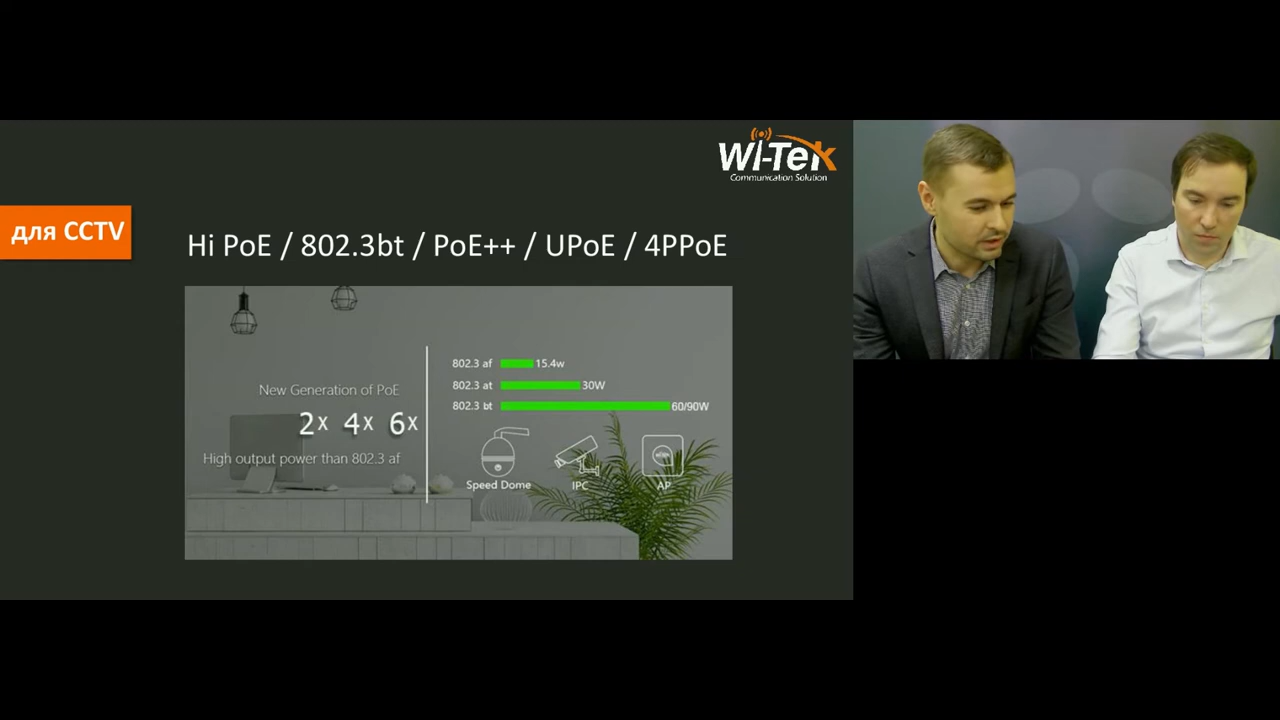 Wi-Tek
Communication Solution
для CCTV
Hi PoE / 802.3bt / PoE++ / UPoE / 4PPoE
New Generation of PoE
2x 4x 6x
High output power than 802.3 af
802.3 af 15.4w
802.3 at 30W
802.3 bt 60/90W
Speed Dome IPC AP